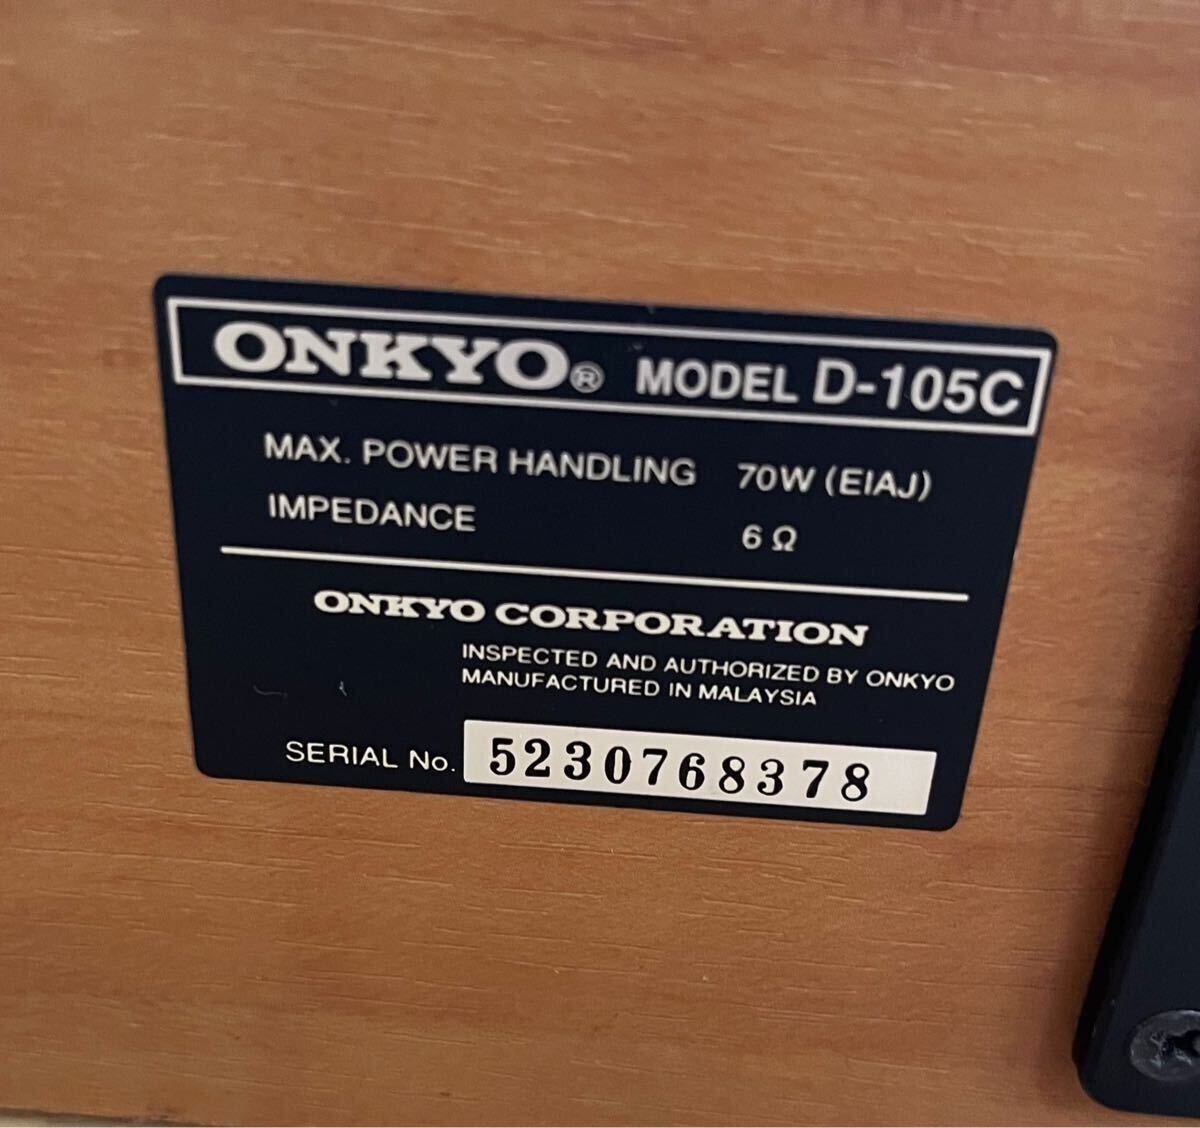 ONKYO® MODEL D-105C
MAX. POWER HANDLING 70W (EIAJ)
IMPEDANCE 6 Ω
ONKYO CORPORATION
INSPECTED AND AUTHORIZED BY ONKYO
MANUFACTURED IN MALAYSIA
SERIAL No. 5230768378